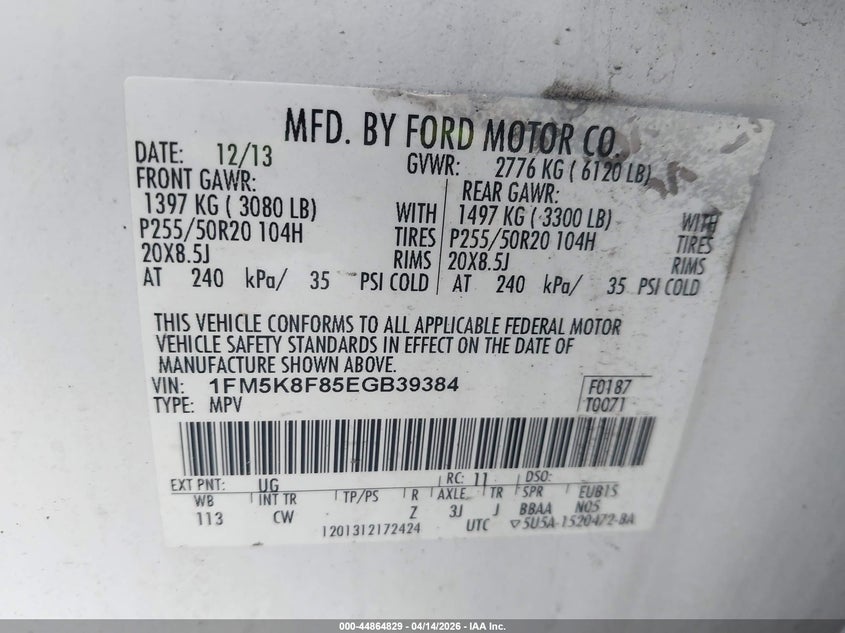 MFD. BY FORD MOTOR CO.
DATE: 12/13 GVWR: 2776 KG ( 6120 LB)
FRONT GAWR: REAR GAWR:
1397 KG ( 3080 LB) WITH 1497 KG ( 3300 LB) WITH
P255/50R20 104H TIRES P255/50R20 104H TIRES
20X8.5J RIMS 20X8.5J RIMS
AT 240 kPa/ 35 PSI COLD AT 240 kPa/ 35 PSI COLD
THIS VEHICLE CONFORMS TO ALL APPLICABLE FEDERAL MOTOR
VEHICLE SAFETY STANDARDS IN EFFECT ON THE DATE OF
MANUFACTURE SHOWN ABOVE.
VIN: 1FM5K8F85EGB39384 F0187
TYPE: MPV T0071
EXT PNT: UG RC: 11 DSO:
WB INT TR TP/PS R AXLE TR SPR EUB1S
113 CW Z 3J J BBAA N05
1201312172424 UTC ▽5U5A-1520472-BA
000-44864829 - 04/14/2026 - IAA Inc.